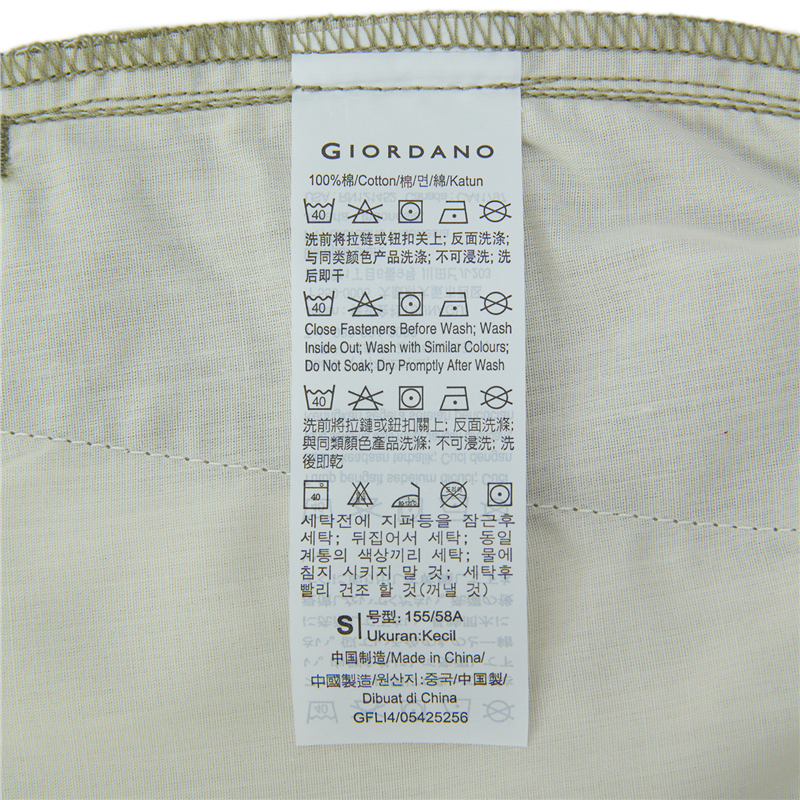 GIORDANO
100%棉/Cotton/棉/면/綿/Katun
40
洗前将拉链或钮扣关上; 反面洗涤;
与同类颜色产品洗涤; 不可浸洗; 洗
后即干
40
Close Fasteners Before Wash; Wash
Inside Out; Wash with Similar Colours;
Do Not Soak; Dry Promptly After Wash
40
洗前將拉鏈或鈕扣關上; 反面洗滌;
與同類顏色產品洗滌; 不可浸洗; 洗
後即乾
40
세탁전에 지퍼등을 잠근후
세탁; 뒤집어서 세탁; 동일
계통의 색상끼리 세탁; 물에
침지 시키지 말 것; 세탁후
빨리 건조 할 것(꺼낼 것)
S 号型: 155/58A
Ukuran:Kecil
中国制造/Made in China/
中國製造/원산지:중국/中国製/
Dibuat di China
GFLI4/05425256